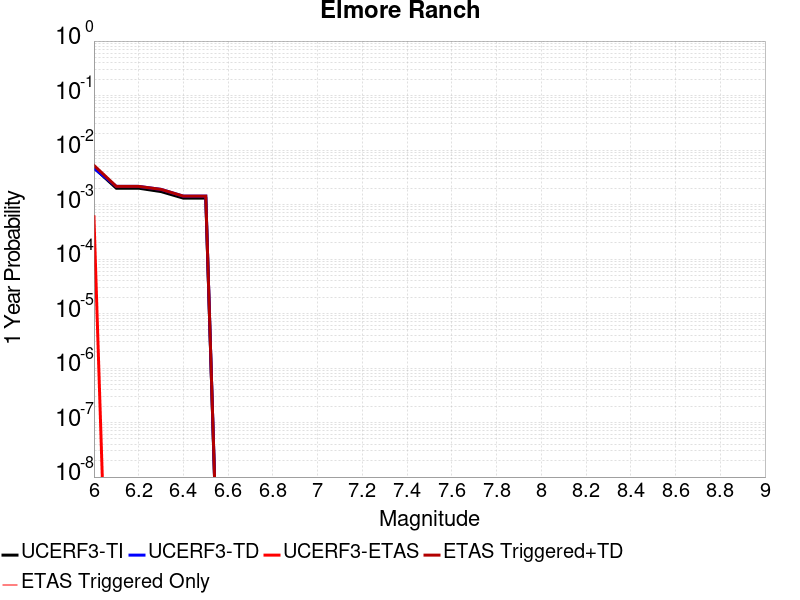 Elmore Ranch
1 Year Probability
10^0
10^-1
10^-2
10^-3
10^-4
10^-5
10^-6
10^-7
10^-8
6 6.2 6.4 6.6 6.8 7 7.2 7.4 7.6 7.8 8 8.2 8.4 8.6 8.8 9
Magnitude
UCERF3-TI UCERF3-TD UCERF3-ETAS ETAS Triggered+TD
ETAS Triggered Only